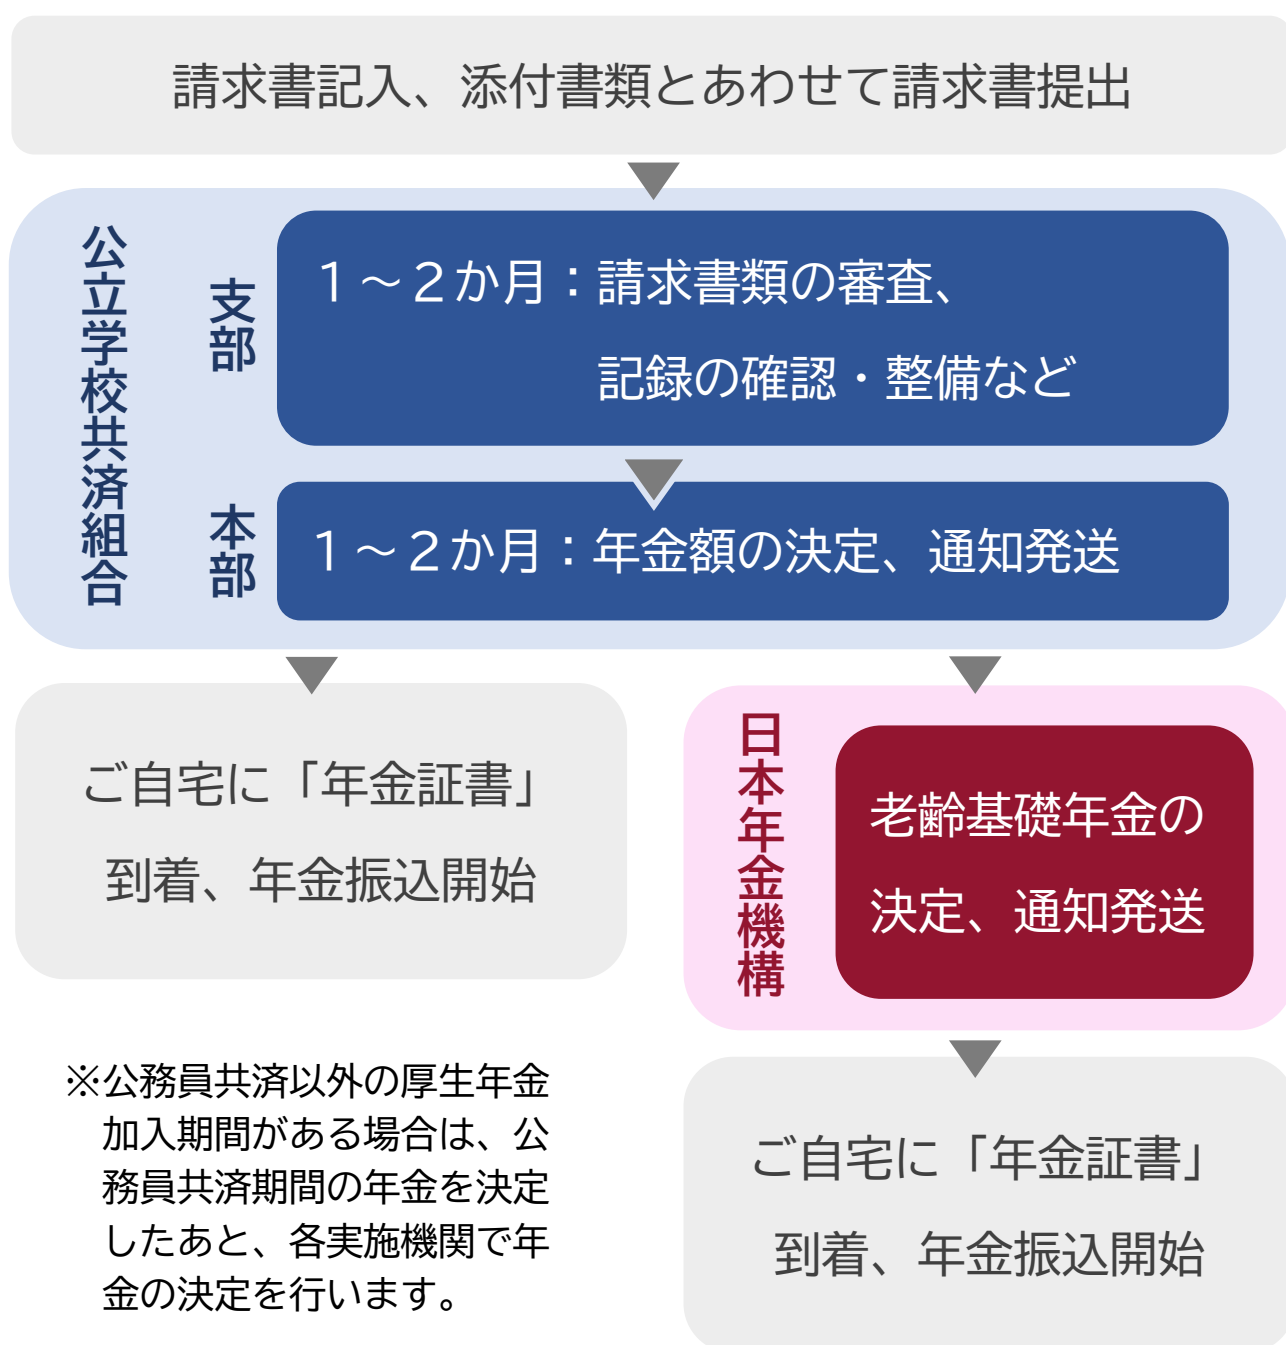 請求書記入、添付書類とあわせて請求書提出
公立学校共済組合
支部
１～２か月：請求書類の審査、
記録の確認・整備など
本部
１～２か月：年金額の決定、通知発送
ご自宅に「年金証書」
到着、年金振込開始
日本年金機構
老齢基礎年金の
決定、通知発送
※公務員共済以外の厚生年金
加入期間がある場合は、公
務員共済期間の年金を決定
したあと、各実施機関で年
金の決定を行います。
ご自宅に「年金証書」
到着、年金振込開始